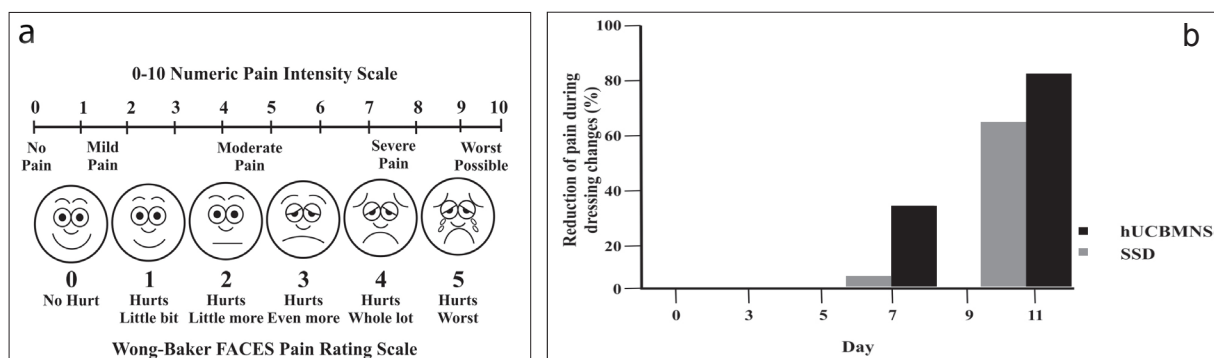 a
0-10 Numeric Pain Intensity Scale
0 1 2 3 4 5 6 7 8 9 10
No Pain
Mild Pain
Moderate Pain
Severe Pain
Worst Possible
0 1 2 3 4 5
No Hurt
Hurts Little bit
Hurts Little more
Hurts Even more
Hurts Whole lot
Hurts Worst
Wong-Baker FACES Pain Rating Scale
b
Reduction of pain during
dressing changes (%)
100
80
60
40
20
0
0 3 5 7 9 11
Day
hUCBMNS
SSD